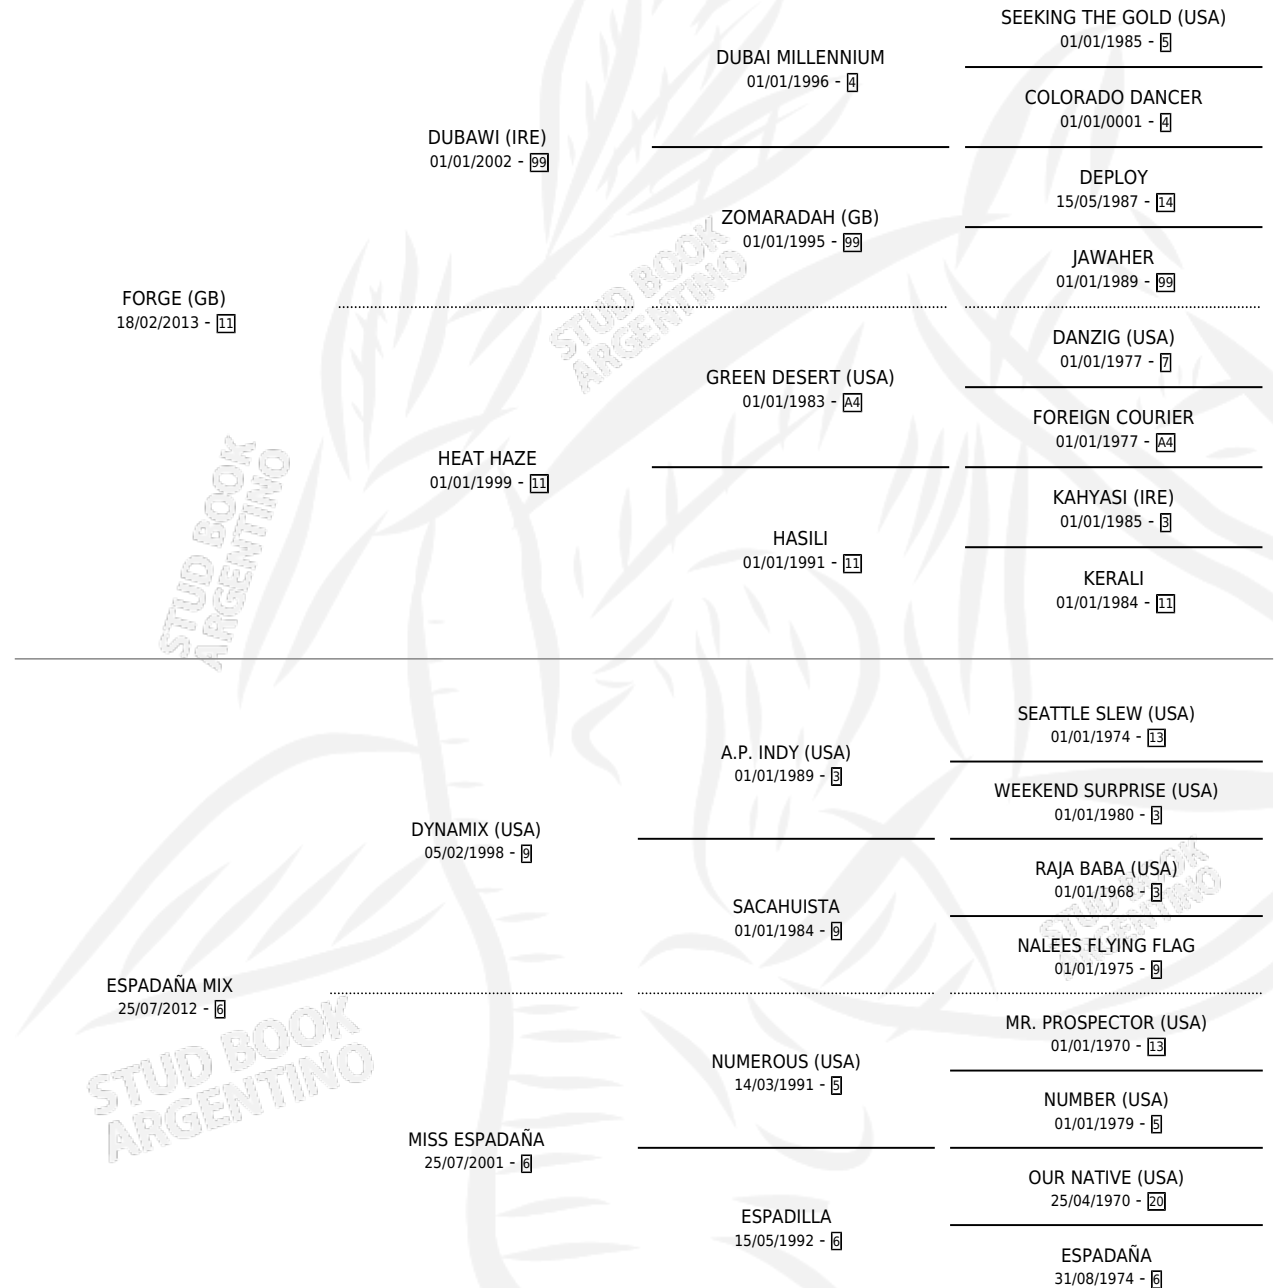 SEEKING THE GOLD (USA)
01/01/1985 - 5
DUBAI MILLENNIUM
01/01/1996 - 4
COLORADO DANCER
01/01/0001 - 4
DUBAWI (IRE)
01/01/2002 - 99
DEPLOY
15/05/1987 - 14
ZOMARADAH (GB)
01/01/1995 - 99
JAWAHER
01/01/1989 - 99
FORGE (GB)
18/02/2013 - 11
DANZIG (USA)
01/01/1977 - 7
GREEN DESERT (USA)
01/01/1983 - A4
FOREIGN COURIER
01/01/1977 - A4
HEAT HAZE
01/01/1999 - 11
KAHYASI (IRE)
01/01/1985 - 3
HASILI
01/01/1991 - 11
KERALI
01/01/1984 - 11
SEATTLE SLEW (USA)
01/01/1974 - 13
A.P. INDY (USA)
01/01/1989 - 3
WEEKEND SURPRISE (USA)
01/01/1980 - 3
DYNAMIX (USA)
05/02/1998 - 9
RAJA BABA (USA)
01/01/1968 - 3
SACAHUISTA
01/01/1984 - 9
NALEES FLYING FLAG
01/01/1975 - 9
ESPADAÑA MIX
25/07/2012 - 6
MR. PROSPECTOR (USA)
01/01/1970 - 13
NUMEROUS (USA)
14/03/1991 - 5
NUMBER (USA)
01/01/1979 - 5
MISS ESPADAÑA
25/07/2001 - 6
OUR NATIVE (USA)
25/04/1970 - 20
ESPADILLA
15/05/1992 - 6
ESPADAÑA
31/08/1974 - 6
STUD BOOK
ARGENTINO
STUD BOOK
ARGENTINO
STUD BOOK
ARGENTINO
STUD BOOK
ARGENTINO